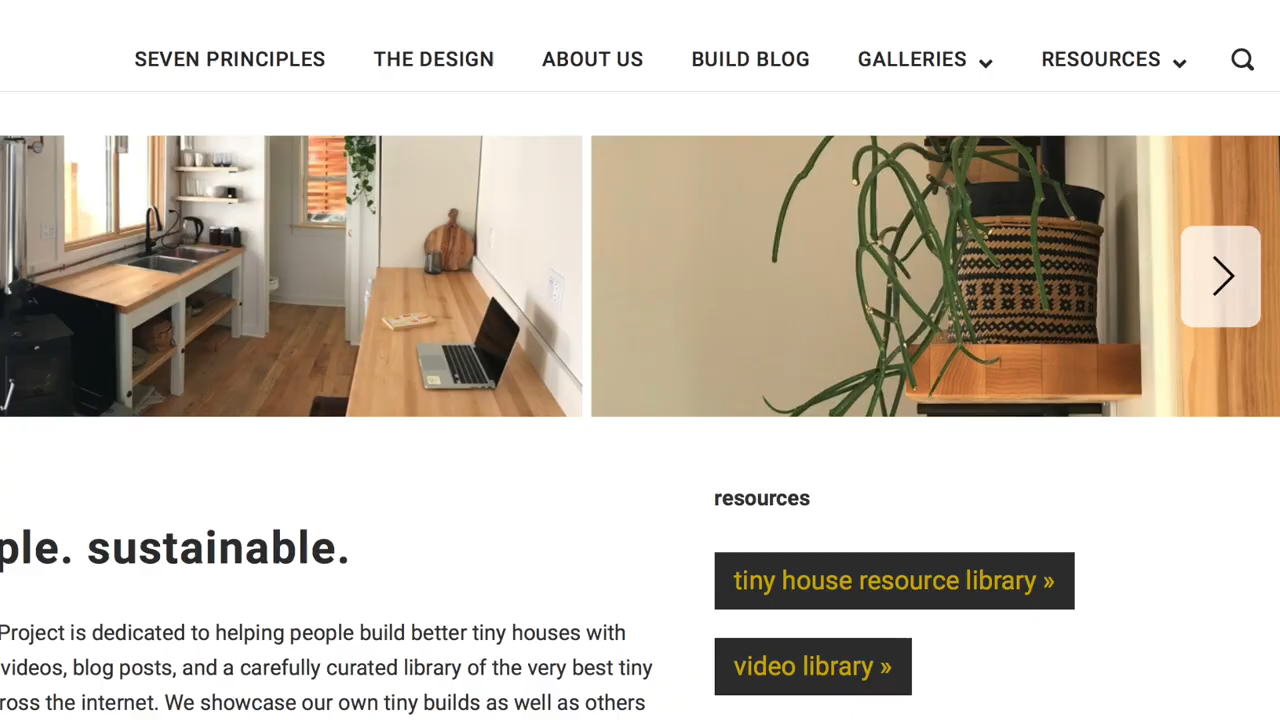 SEVEN PRINCIPLES THE DESIGN ABOUT US BUILD BLOG GALLERIES RESOURCES
resources
ple. sustainable.
tiny house resource library »
Project is dedicated to helping people build better tiny houses with
videos, blog posts, and a carefully curated library of the very best tiny
video library »
ross the internet. We showcase our own tiny builds as well as others